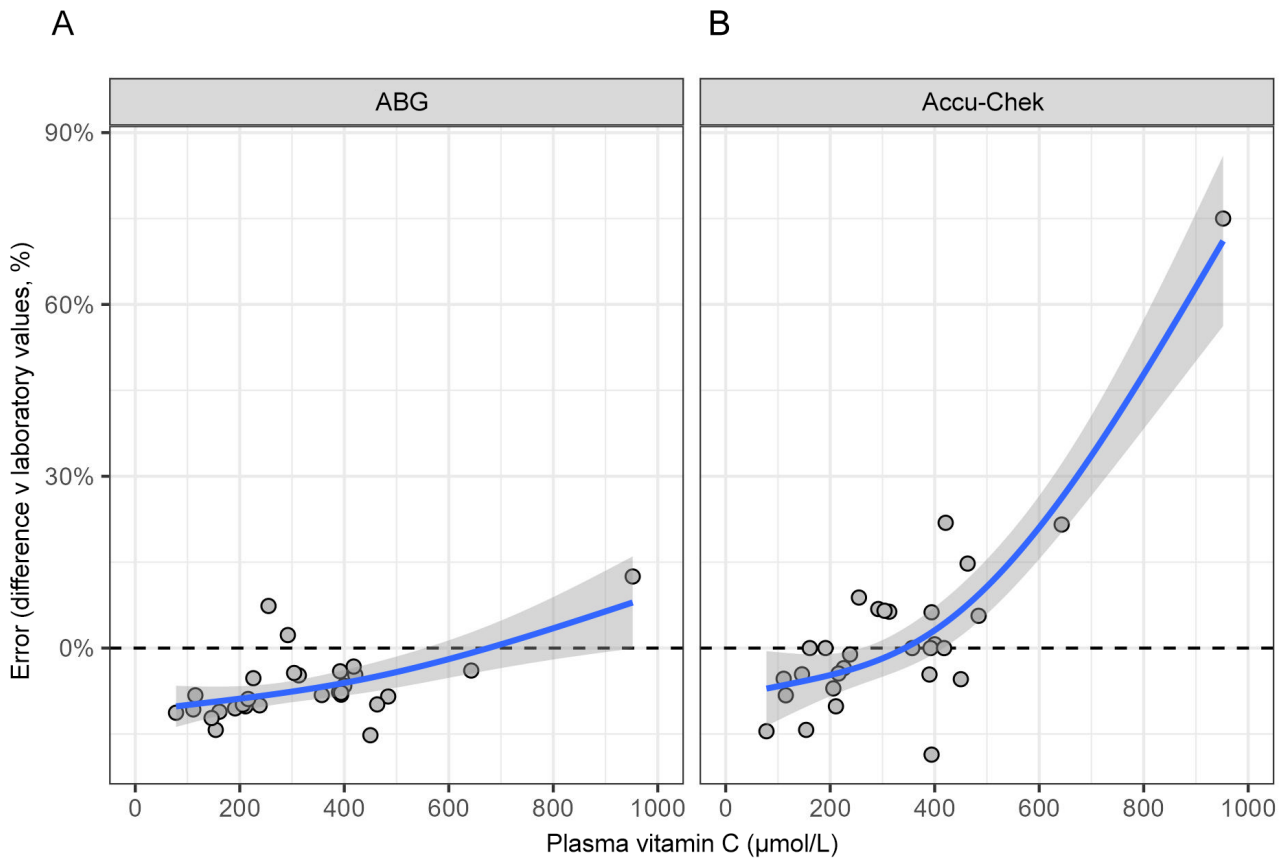 A
B
ABG
Accu-Chek
90%
60%
30%
0%
Error (difference v laboratory values, %)
0 200 400 600 800 1000
0 200 400 600 800 1000
Plasma vitamin C (μmol/L)